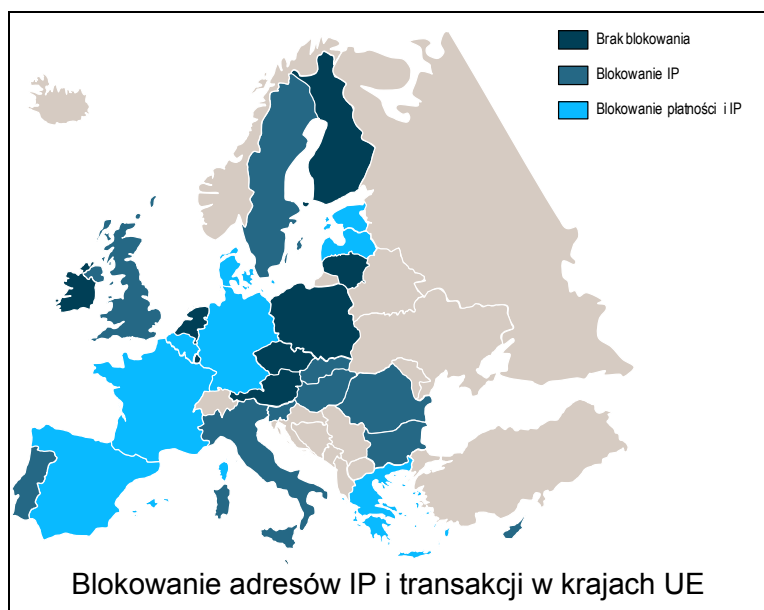 Brak blokowania
Blokowanie IP
Blokowanie płatności i IP
Blokowanie adresów IP i transakcji w krajach UE